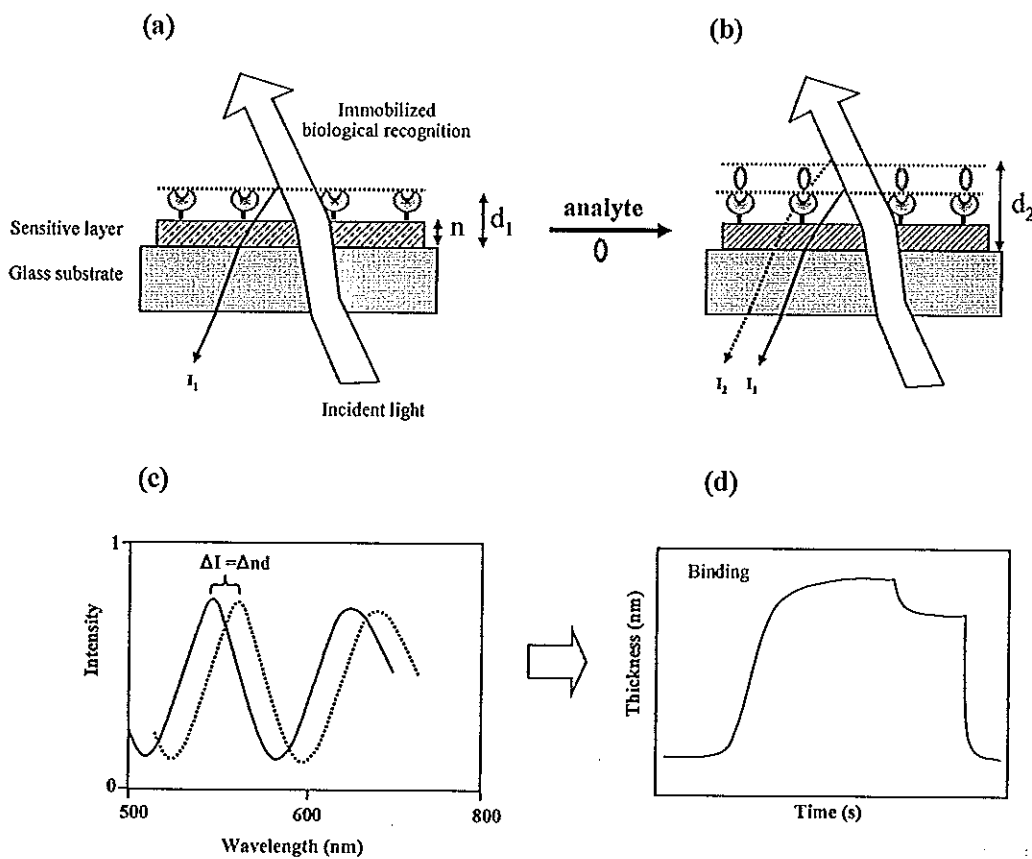 (a)
Immobilized
biological recognition
Sensitive layer
n
d1
Glass substrate
I1
Incident light
analyte
(b)
d2
I2 I1
(c)
1
ΔI =Δnd
Intensity
0
500
600
800
Wavelength (nm)
(d)
Binding
Thickness (nm)
Time (s)